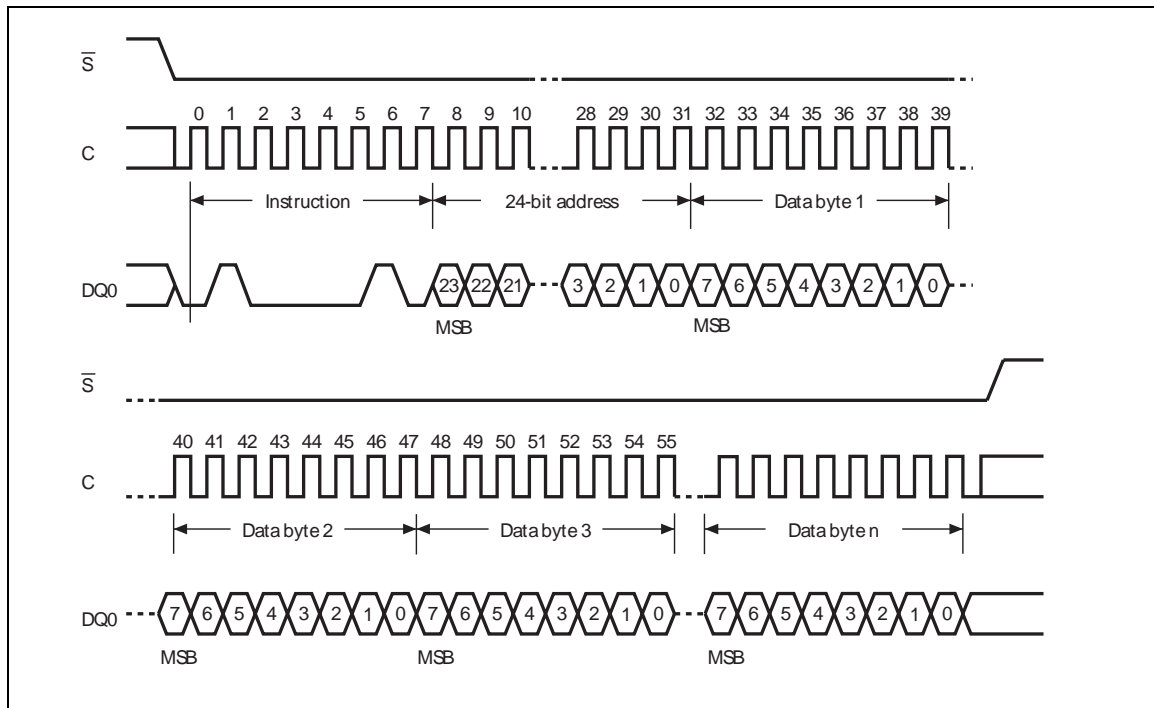 S
0 1 2 3 4 5 6 7 8 9 10 28 29 30 31 32 33 34 35 36 37 38 39
C
Instruction 24-bit address Data byte 1
DQ0 23 22 21 3 2 1 0 7 6 5 4 3 2 1 0
MSB MSB
S
40 41 42 43 44 45 46 47 48 49 50 51 52 53 54 55
C
Data byte 2 Data byte 3 Data byte n
DQ0 7 6 5 4 3 2 1 0 7 6 5 4 3 2 1 0 7 6 5 4 3 2 1 0
MSB MSB MSB